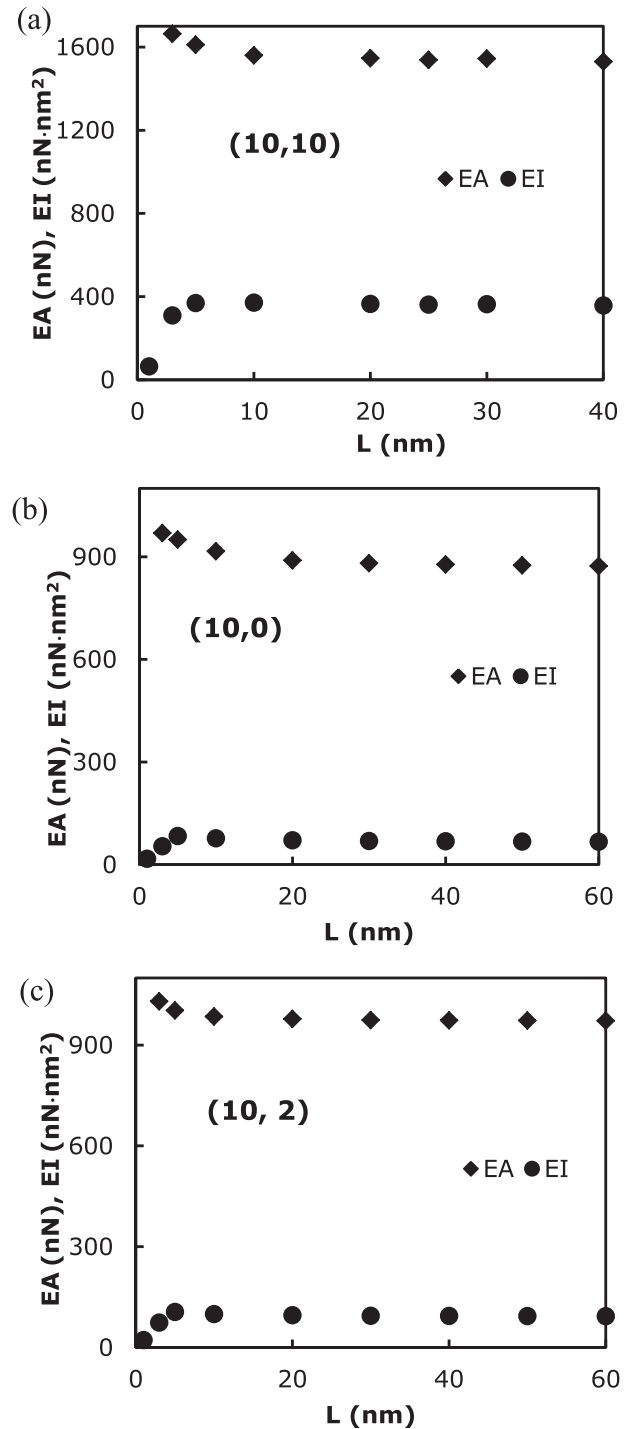 (a)
EA (nN), EI (nN·nm²)
1600
1200
800
400
0
(10,10)
EA EI
0 10 20 30 40
L (nm)
(b)
EA (nN), EI (nN·nm²)
900
600
300
0
(10,0)
EA EI
0 20 40 60
L (nm)
(c)
EA (nN), EI (nN·nm²)
900
600
300
0
(10, 2)
EA EI
0 20 40 60
L (nm)